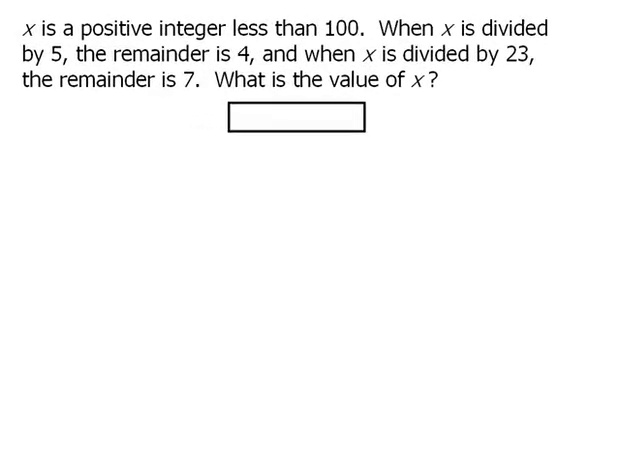 x is a positive integer less than 100.  When x is divided
by 5, the remainder is 4, and when x is divided by 23,
the remainder is 7.  What is the value of x?